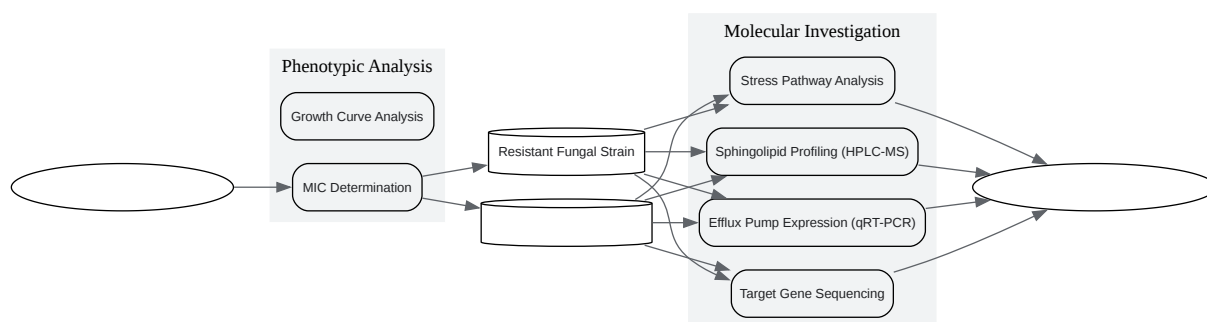 Phenotypic Analysis
Growth Curve Analysis
MIC Determination
Resistant Fungal Strain
Molecular Investigation
Stress Pathway Analysis
Sphingolipid Profiling (HPLC-MS)
Efflux Pump Expression (qRT-PCR)
Target Gene Sequencing